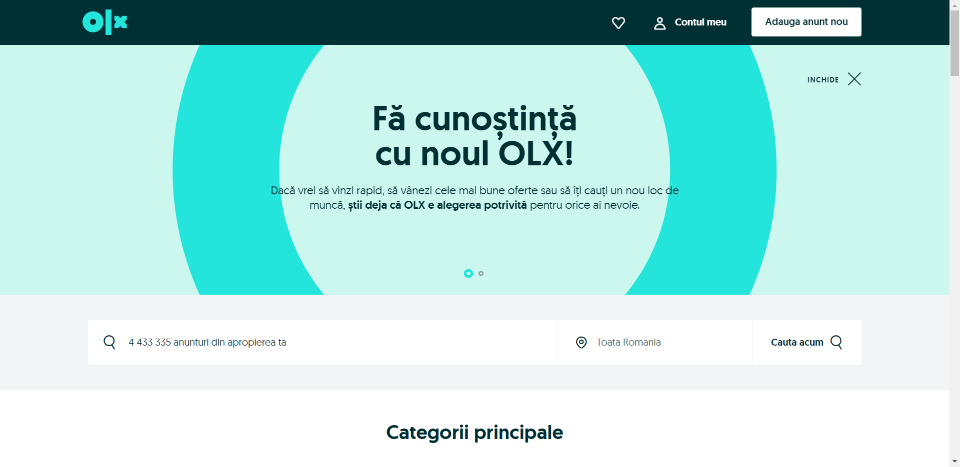 olx
Contul meu
Adauga anunt nou
INCHIDE
Fă cunoștință
cu noul OLX!
Dacă vrei să vinzi rapid, să vânezi cele mai bune oferte sau să îți cauți un nou loc de
muncă, știi deja că OLX e alegerea potrivită pentru orice ai nevoie.
4 433 335 anunturi din apropierea ta
Toata Romania
Cauta acum
Categorii principale